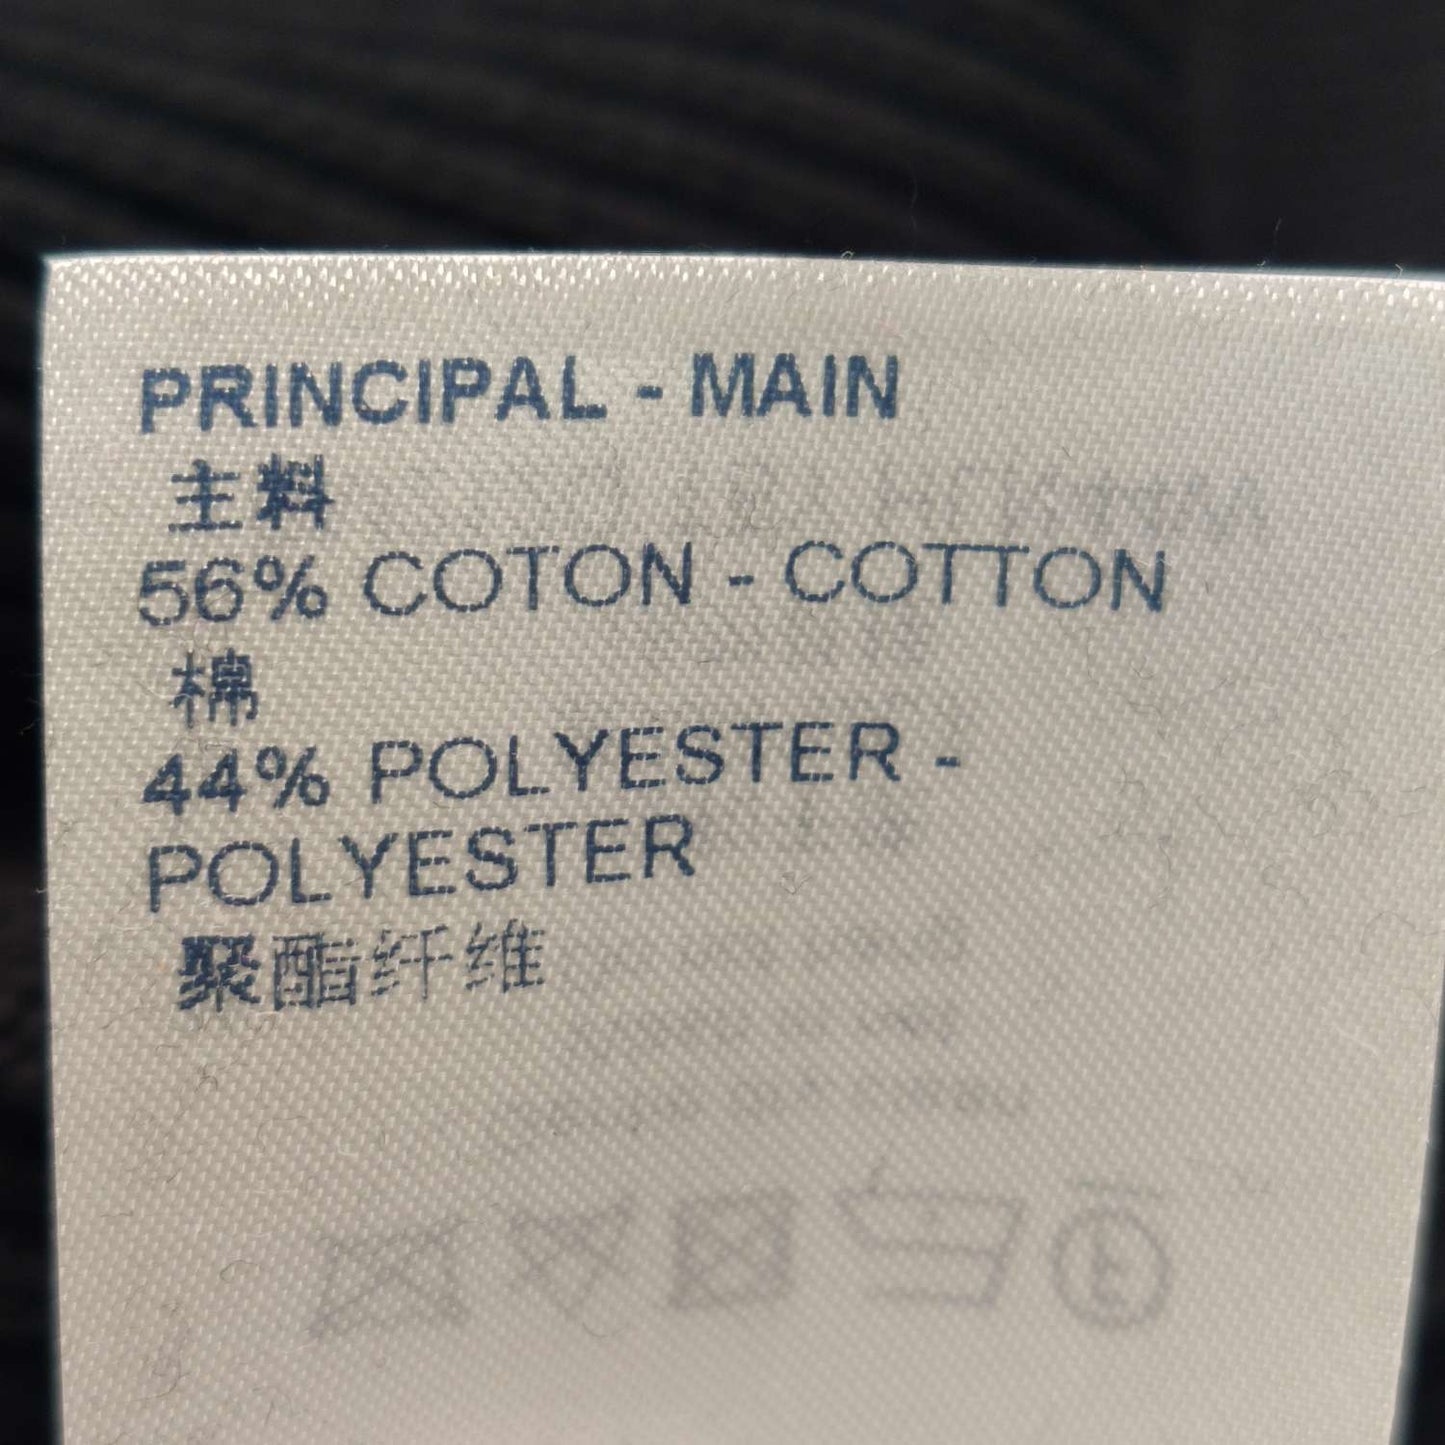 PRINCIPAL - MAIN
主料
56% COTON - COTTON
棉
44% POLYESTER -
POLYESTER
聚酯纤维